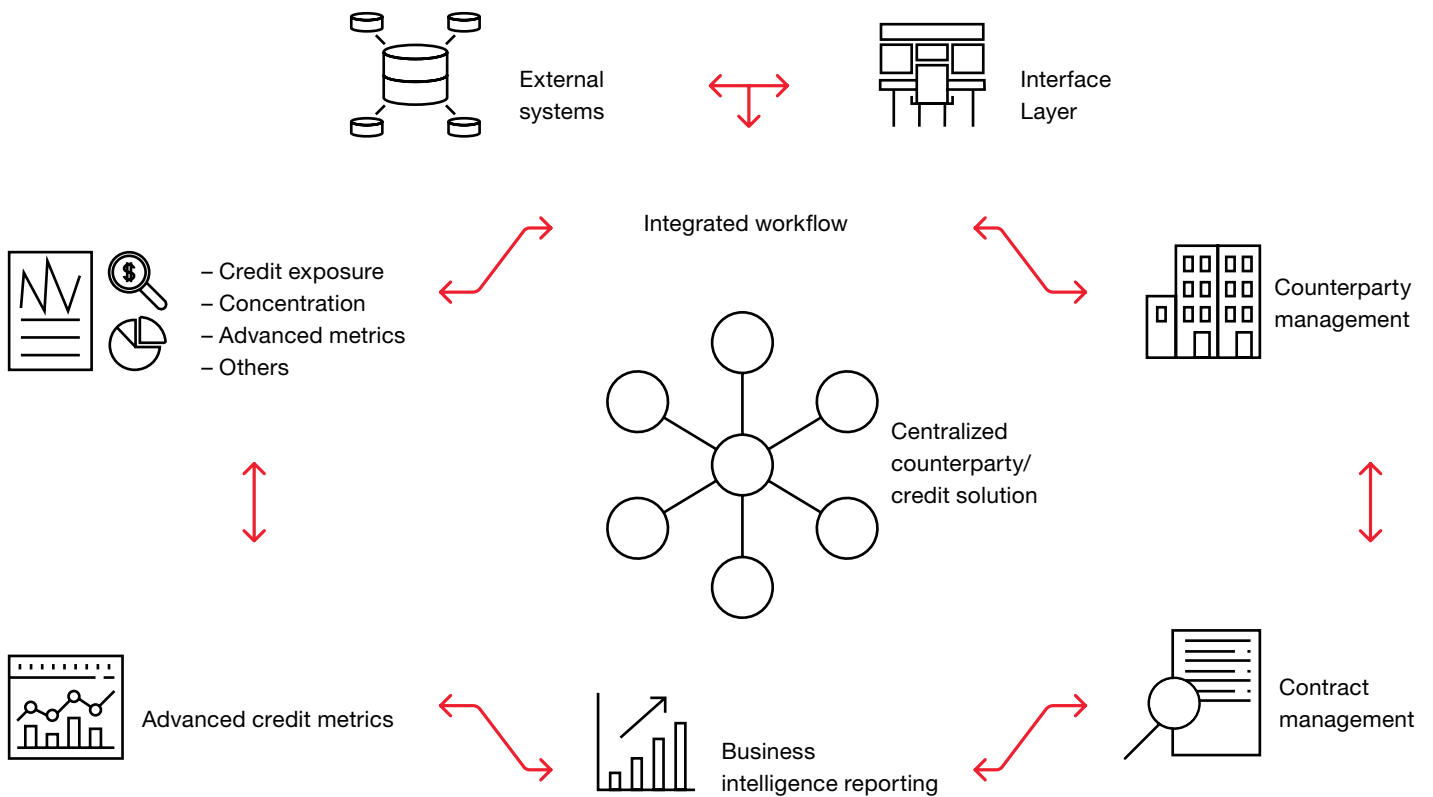 External
systems
Interface
Layer
Integrated workflow
– Credit exposure
– Concentration
– Advanced metrics
– Others
Counterparty
management
Centralized
counterparty/
credit solution
Advanced credit metrics
Business
intelligence reporting
Contract
management
$